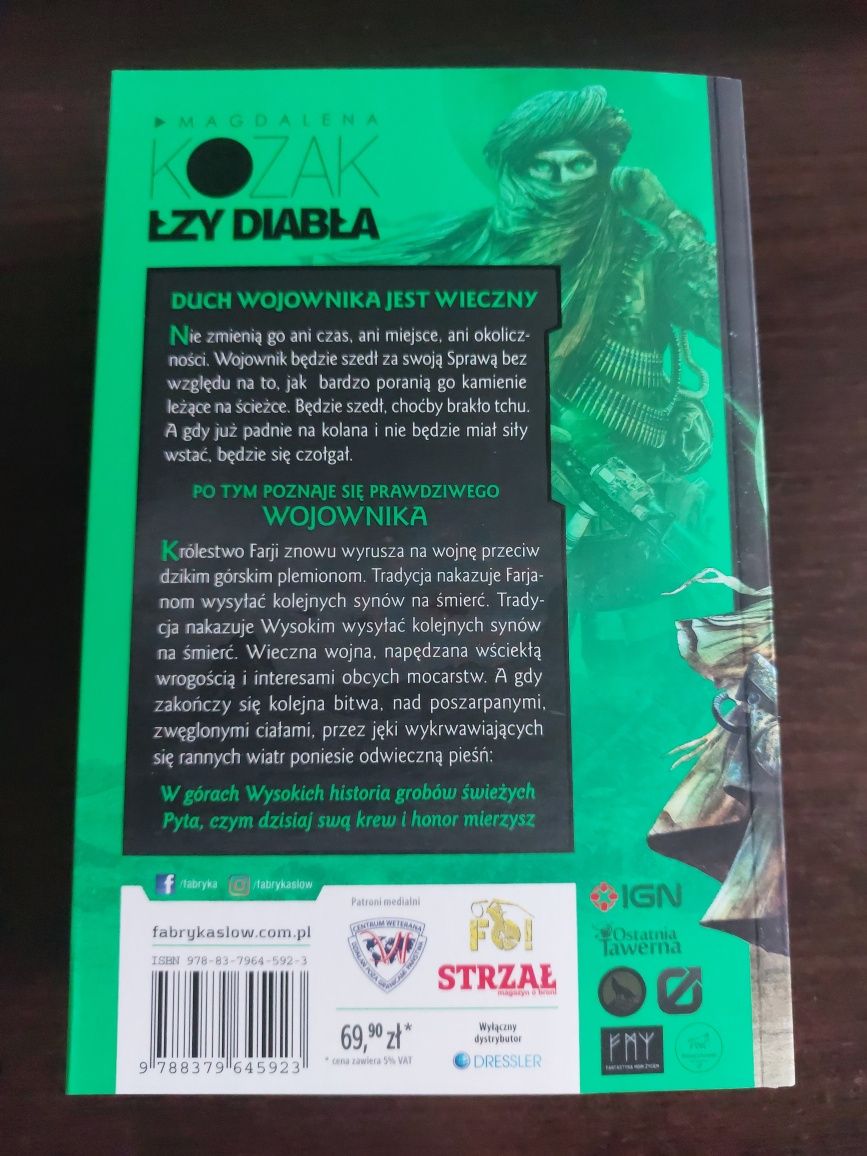 MAGDALENA
KOZAK
ŁZY DIABŁA
DUCH WOJOWNIKA JEST WIECZNY
Nie zmienią go ani czas, ani miejsce, ani okolicz-
ności. Wojownik będzie szedł za swoją Sprawą bez
względu na to, jak bardzo poranią go kamienie
leżące na ścieżce. Będzie szedł, choćby brakło tchu.
A gdy już padnie na kolana i nie będzie miał siły
wstać, będzie się czołgał.
PO TYM POZNAJE SIĘ PRAWDZIWEGO
WOJOWNIKA
Królestwo Farji znowu wyrusza na wojnę przeciw
dzikim górskim plemionom. Tradycja nakazuje Farja-
nom wysyłać kolejnych synów na śmierć. Trady-
cja nakazuje Wysokim wysyłać kolejnych synów
na śmierć. Wieczna wojna, napędzana wściekłą
wrogością i interesami obcych mocarstw. A gdy
zakończy się kolejna bitwa, nad poszarpanymi,
zwęglonymi ciałami, przez jęki wykrwawiających
się rannych wiatr poniesie odwieczną pieśń:
W górach Wysokich historia grobów świeżych
Pyta, czym dzisiaj swą krew i honor mierzysz
/fabryka /fabrykaslow
fabrykaslow.com.pl
ISBN 978-83-7964-592-3
9 788379 645923
Patroni medialni
CENTRUM WETERANA
DZIAŁAŃ POZA GRANICAMI PAŃSTWA
STRZAŁ
magazyn o broni
69,90 zł*
* cena zawiera 5% VAT
Wyłączny
dystrybutor
DRESSLER
IGN
Ostatnia
Tawerna